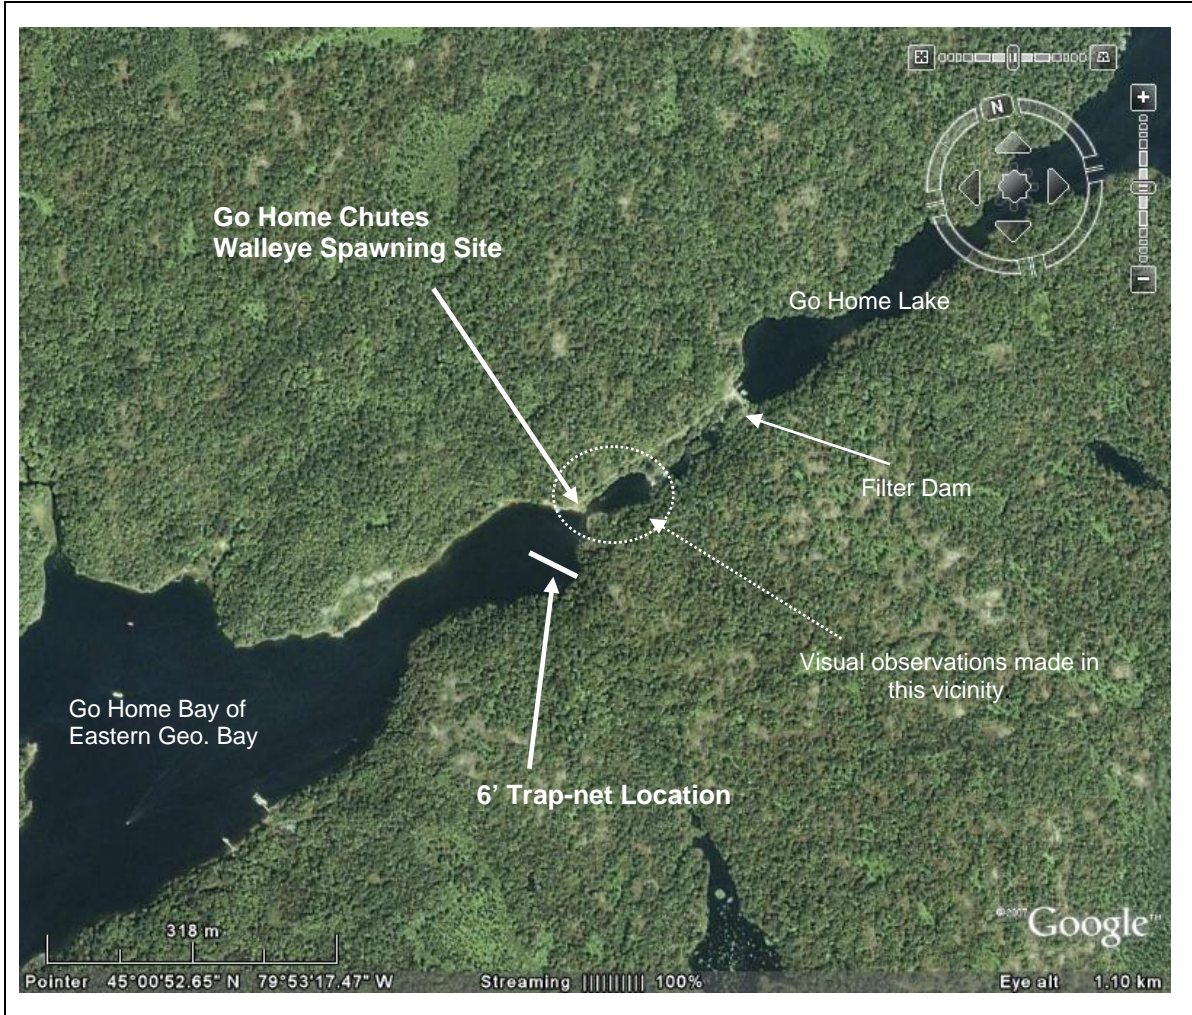 N
Go Home Chutes
Walleye Spawning Site
Go Home Lake
Filter Dam
Visual observations made in
this vicinity
Go Home Bay of
Eastern Geo. Bay
6’ Trap-net Location
©2007 Google™
318 m
Pointer 45°00'52.65" N 79°53'17.47" W Streaming |||||||||| 100% Eye alt 1.10 km